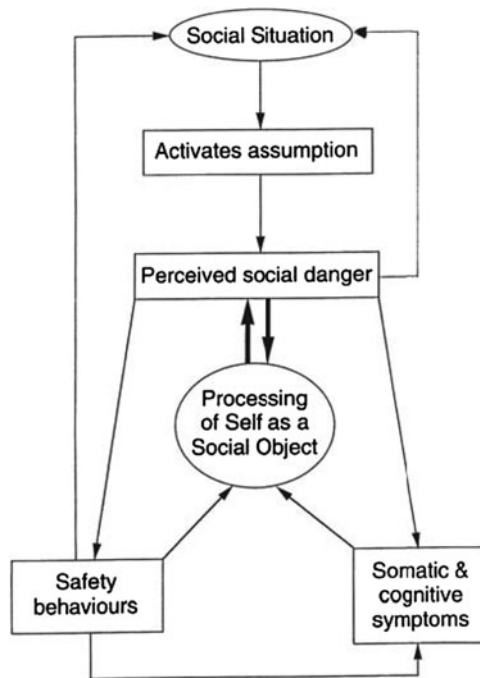 Social Situation
Activates assumption
Perceived social danger
Processing
of Self as a
Social Object
Safety
behaviours
Somatic &
cognitive
symptoms